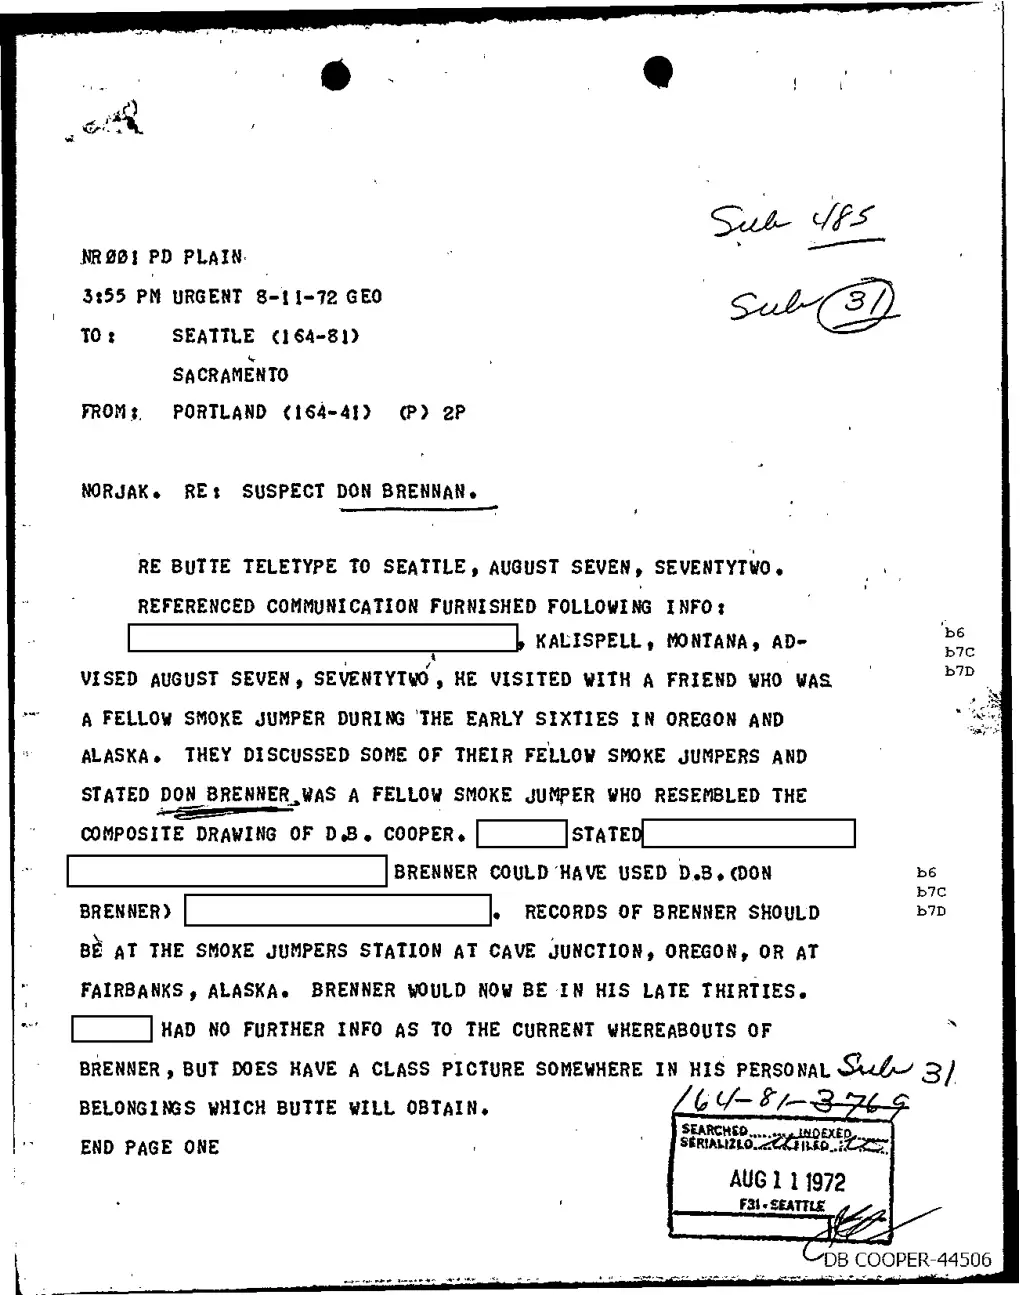 Sub 485
NR001 PD PLAIN
3:55 PM URGENT 8-11-72 GEO
Sub 31
TO: SEATTLE (164-81)
SACRAMENTO
FROM: PORTLAND (164-41) (P) 2P
NORJAK. RE: SUSPECT DON BRENNAN.
RE BUTTE TELETYPE TO SEATTLE, AUGUST SEVEN, SEVENTYTWO.
REFERENCED COMMUNICATION FURNISHED FOLLOWING INFO:
b6
, KALISPELL, MONTANA, AD-
b7C
b7D
VISED AUGUST SEVEN, SEVENTYTWO, HE VISITED WITH A FRIEND WHO WAS
A FELLOW SMOKE JUMPER DURING THE EARLY SIXTIES IN OREGON AND
ALASKA. THEY DISCUSSED SOME OF THEIR FELLOW SMOKE JUMPERS AND
STATED DON BRENNER WAS A FELLOW SMOKE JUMPER WHO RESEMBLED THE
COMPOSITE DRAWING OF D.B. COOPER. STATED
BRENNER COULD HAVE USED D.B.(DON
b6
b7C
BRENNER) . RECORDS OF BRENNER SHOULD
b7D
BE AT THE SMOKE JUMPERS STATION AT CAVE JUNCTION, OREGON, OR AT
FAIRBANKS, ALASKA. BRENNER WOULD NOW BE IN HIS LATE THIRTIES.
HAD NO FURTHER INFO AS TO THE CURRENT WHEREABOUTS OF
BRENNER, BUT DOES HAVE A CLASS PICTURE SOMEWHERE IN HIS PERSONAL
Sub 31
BELONGINGS WHICH BUTTE WILL OBTAIN.
164-81-3769
END PAGE ONE
SEARCHED.......INDEXED
SERIALIZED....FILED
AUG 11 1972
FBI - SEATTLE
DB COOPER-44506